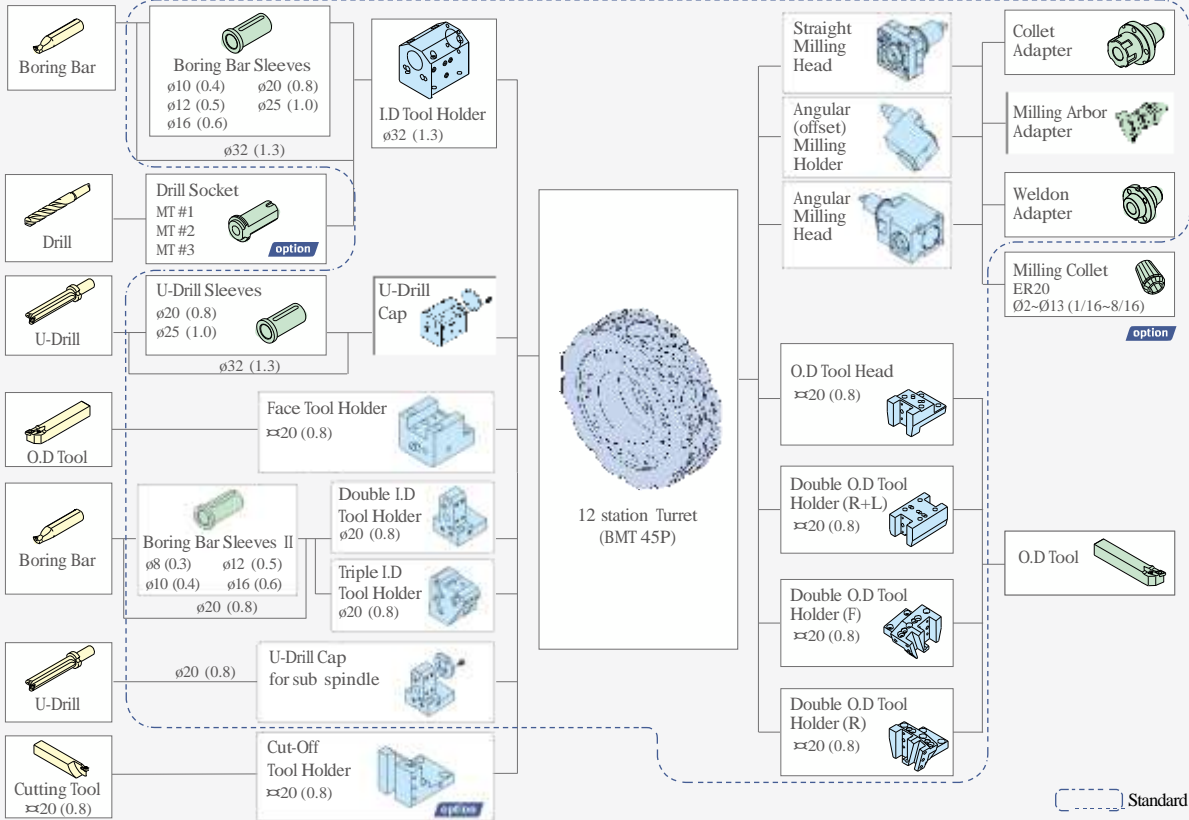 Boring Bar
Boring Bar Sleeves
ø10 (0.4) ø20 (0.8)
ø12 (0.5) ø25 (1.0)
ø16 (0.6)
ø32 (1.3)
I.D Tool Holder
ø32 (1.3)
Drill
Drill Socket
MT #1
MT #2
MT #3
option
U-Drill
U-Drill Sleeves
ø20 (0.8)
ø25 (1.0)
ø32 (1.3)
U-Drill
Cap
O.D Tool
Face Tool Holder
¤20 (0.8)
Boring Bar
Boring Bar Sleeves II
ø8 (0.3) ø12 (0.5)
ø10 (0.4) ø16 (0.6)
ø20 (0.8)
Double I.D
Tool Holder
ø20 (0.8)
Triple I.D
Tool Holder
ø20 (0.8)
U-Drill
ø20 (0.8)
U-Drill Cap
for sub spindle
Cutting Tool
¤20 (0.8)
Cut-Off
Tool Holder
¤20 (0.8)
option
12 station Turret
(BMT 45P)
Straight
Milling
Head
Angular
(offset)
Milling
Holder
Angular
Milling
Head
Collet
Adapter
Milling Arbor
Adapter
Weldon
Adapter
Milling Collet
ER20
Ø2~Ø13 (1/16~8/16)
option
O.D Tool Head
¤20 (0.8)
Double O.D Tool
Holder (R+L)
¤20 (0.8)
Double O.D Tool
Holder (F)
¤20 (0.8)
Double O.D Tool
Holder (R)
¤20 (0.8)
O.D Tool
Standard